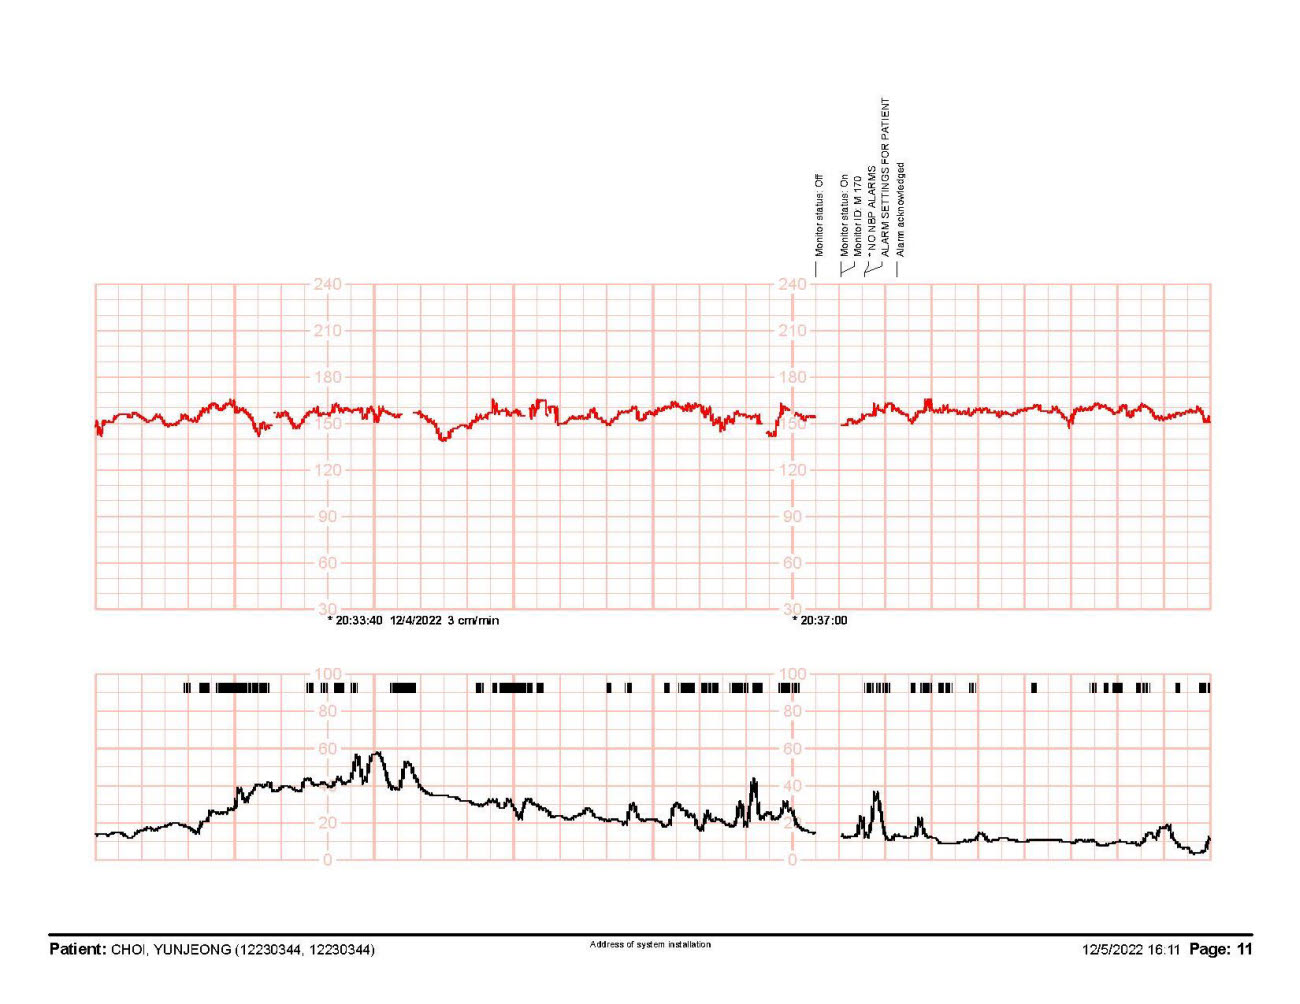 Monitor status: Off
Monitor status: On
Monitor ID: M 170
* NO NBP ALARMS
ALARM SETTINGS FOR PATIENT
Alarm acknowledged
240 240
210 210
180 180
150 150
120 120
90 90
60 60
30 30
* 20:33:40 12/4/2022 3 cm/min * 20:37:00
100 100
80 80
60 60
40 40
20 20
0 0
Patient: CHOI, YUNJEONG (12230344, 12230344) Address of system installation 12/5/2022 16:11 Page: 11